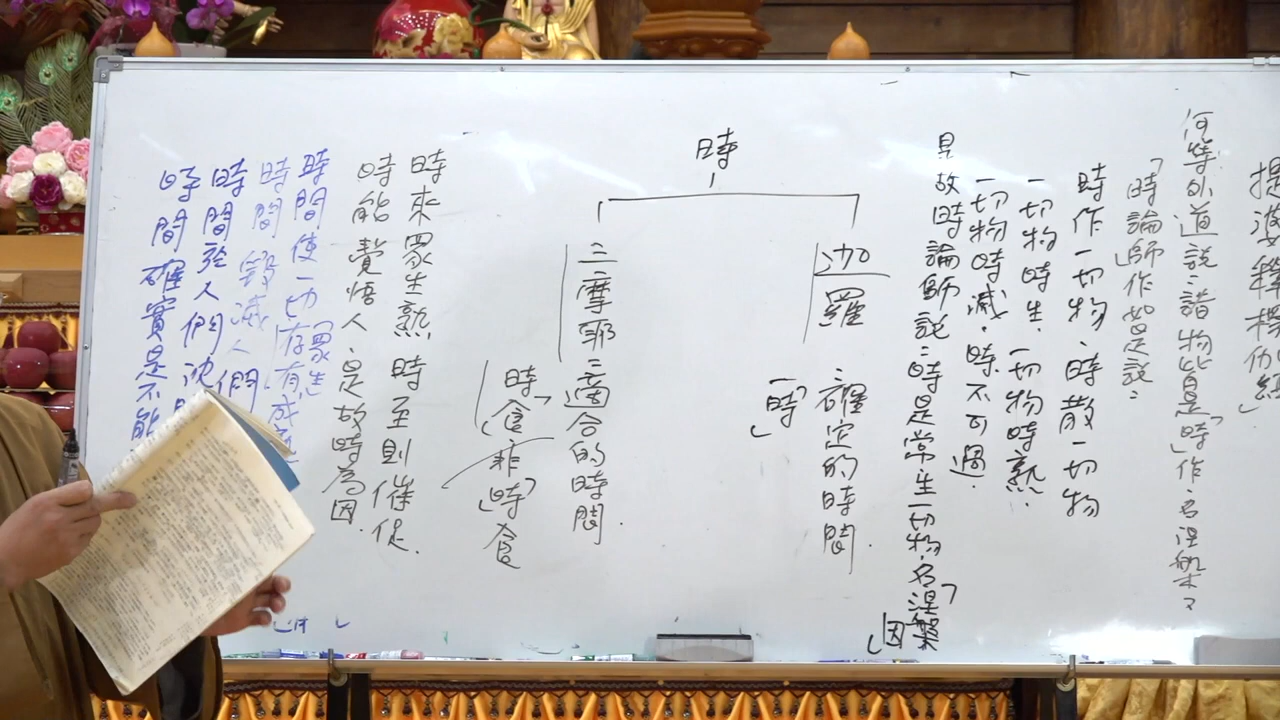 提婆釋楞伽經」
何等外道說：諸物皆是「時」作，名涅槃？
「時論師」作如是說：
時作一切物，時散一切物
一切物時生，一切物時熟，
一切物時滅，時不可過．
是故時論師說：時是常生一切物，名「涅槃因」
時
迦羅：確定的時間．
「時」
三摩耶：適合的時間．
「時」食，非「時」食
時來眾生熟 時至則催促．
時能覺悟人，是故時為因．
時間使一切眾生(存有)成
時間毀滅人們
時間於人們沈
時間確實是不能